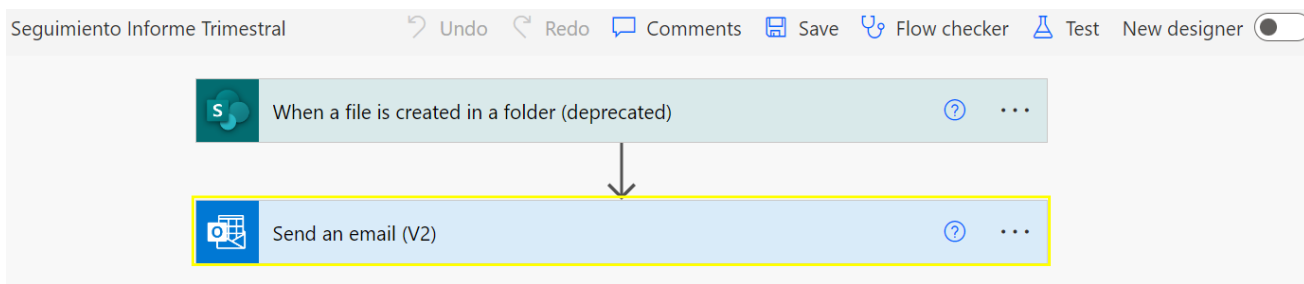 Seguimiento Informe Trimestral Undo Redo Comments Save Flow checker Test New designer
S When a file is created in a folder (deprecated) ? ...
O Send an email (V2) ? ...